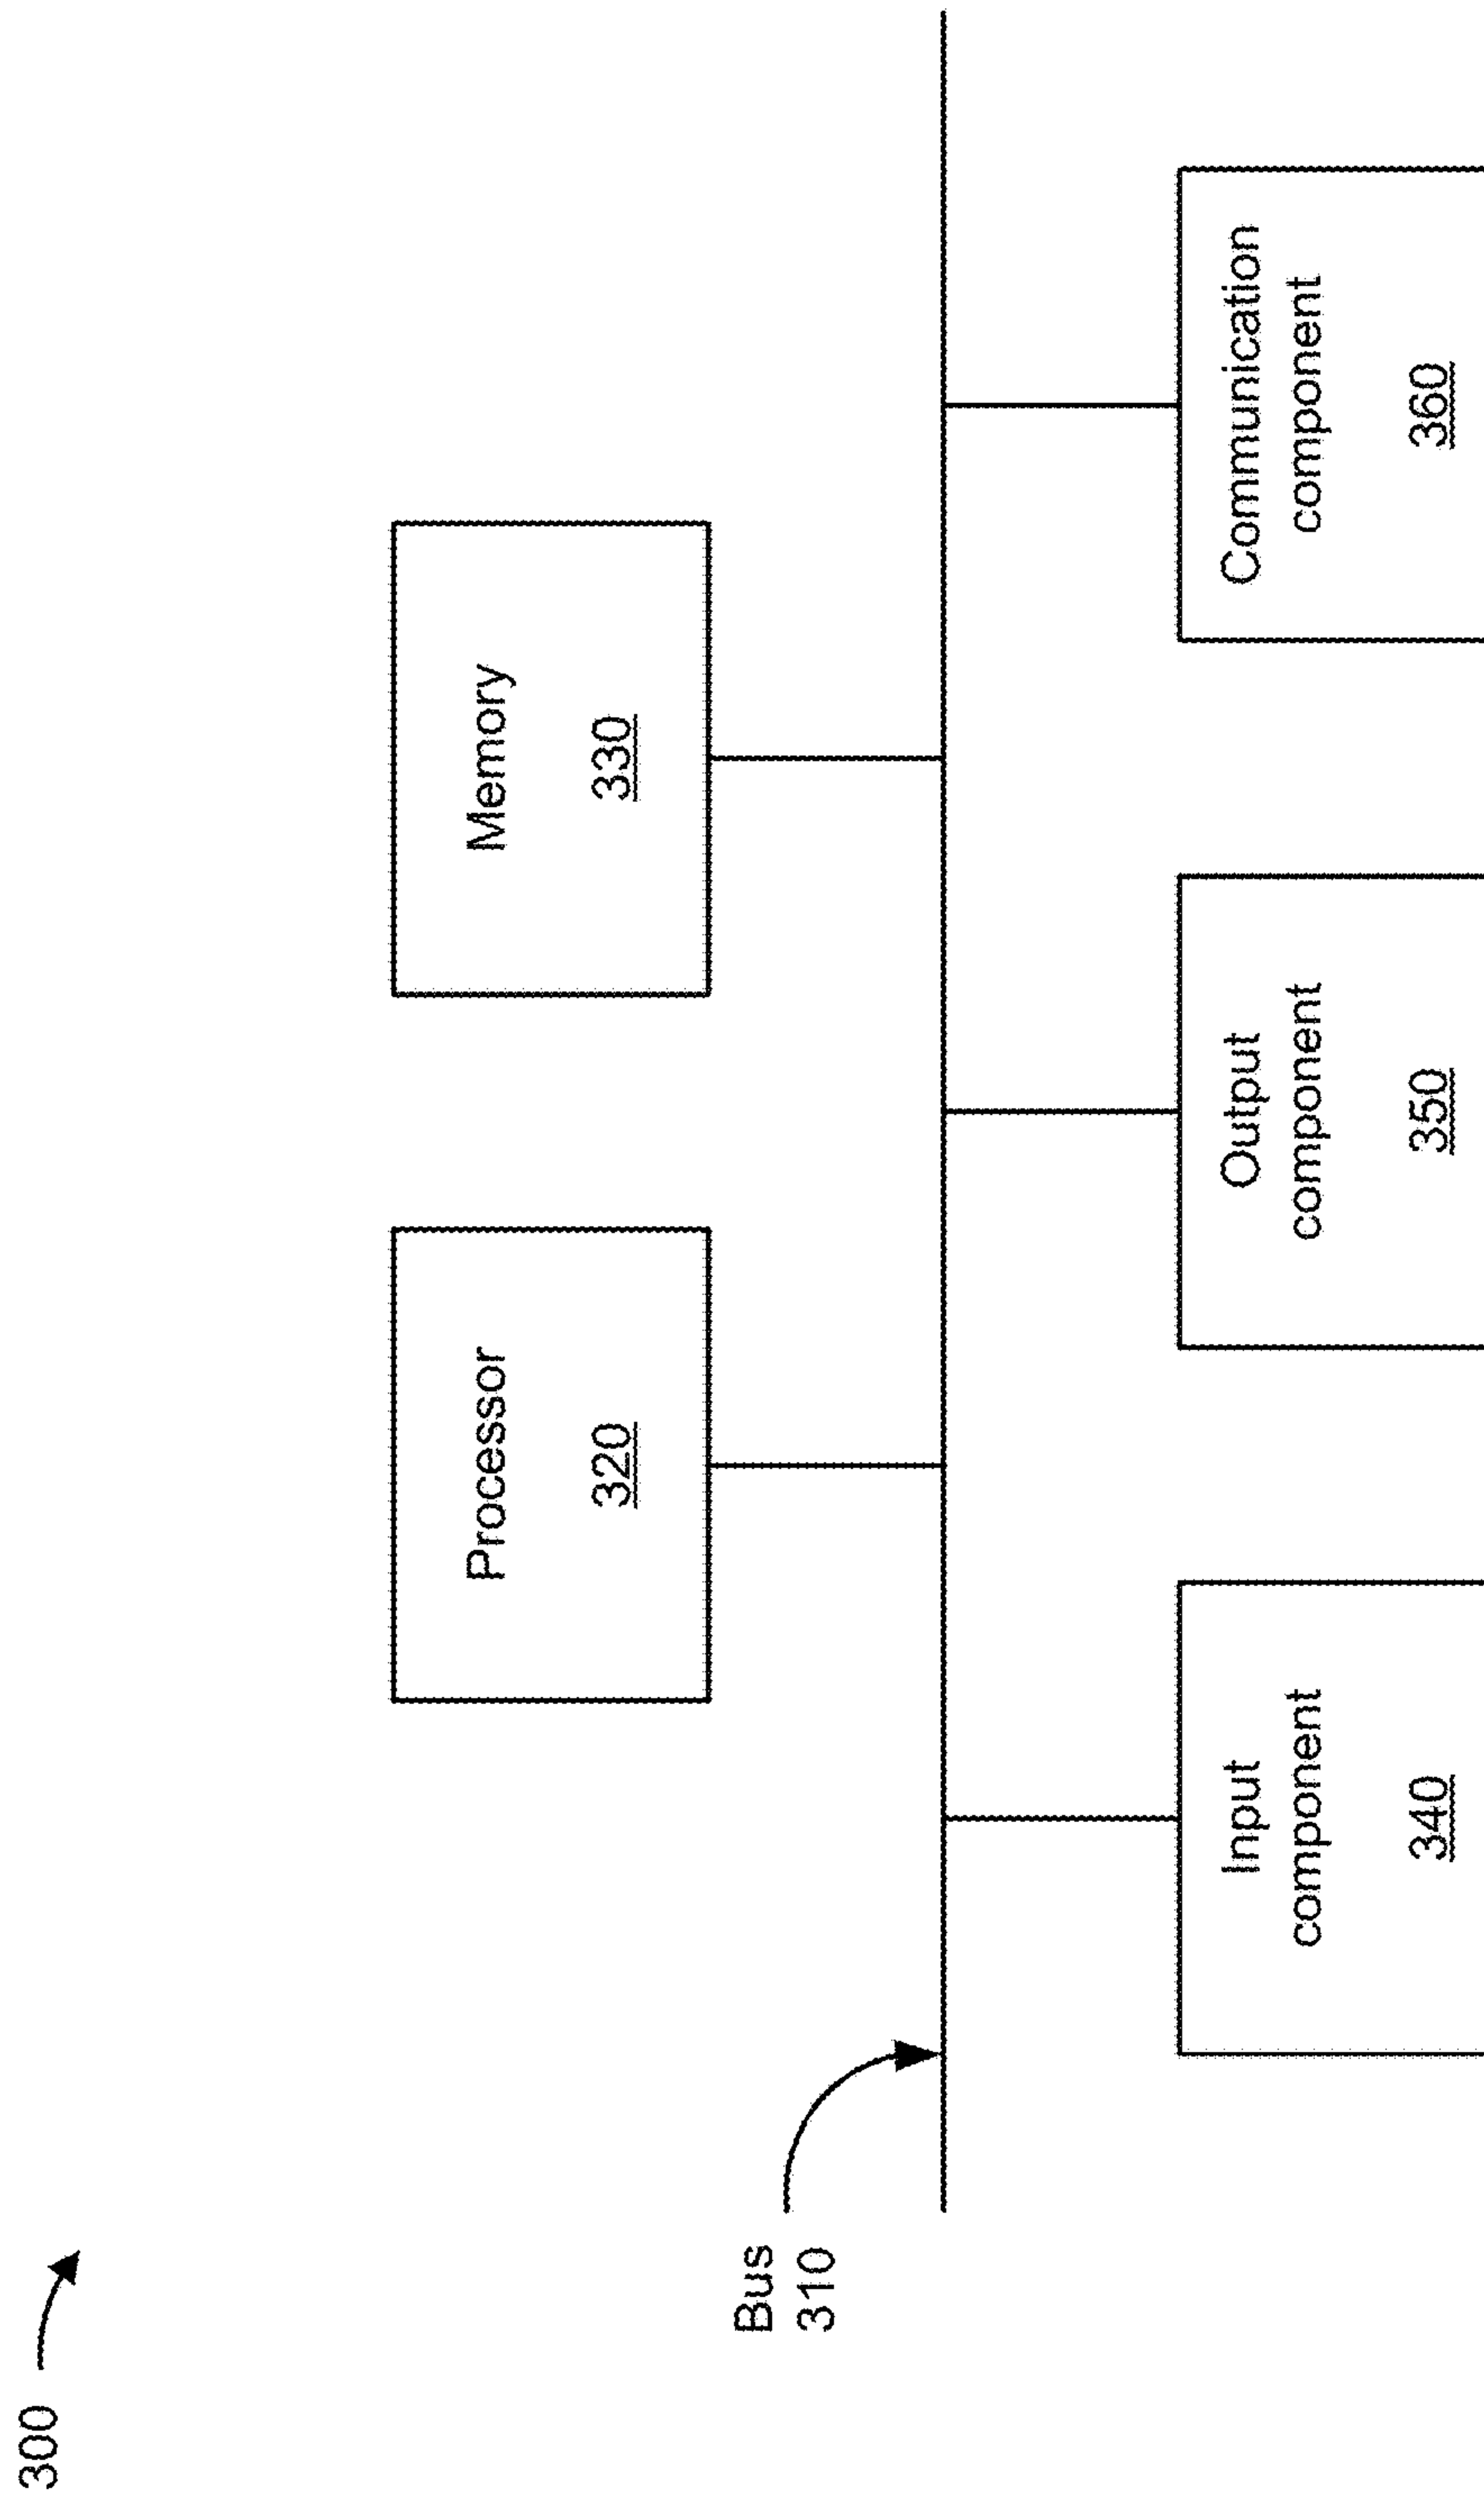 300
Processor
320
Memory
330
Bus
310
Input
component
340
Output
component
350
Communication
component
360